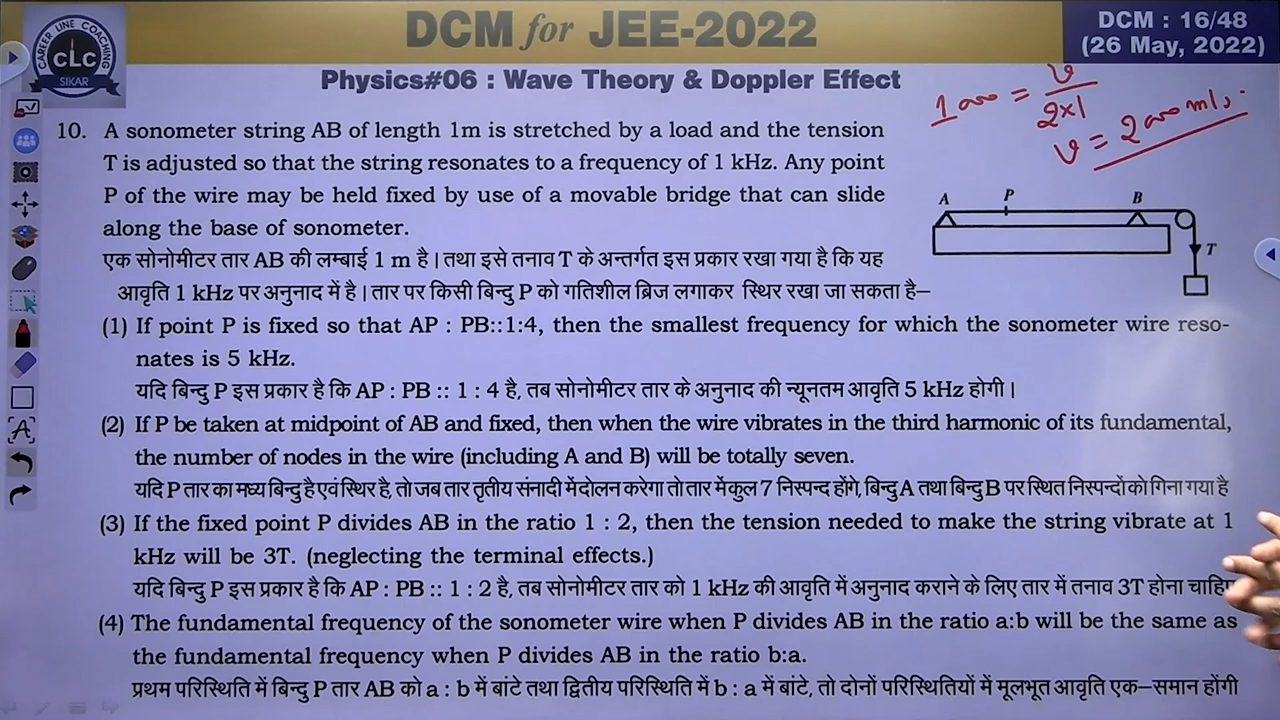 DCM for JEE-2022
DCM : 16/48
(26 May, 2022)
CAREER LINE COACHING
CLC
SIKAR
Physics#06 : Wave Theory & Doppler Effect
1000 = v/2×1
v = 2000 m/s.
10. A sonometer string AB of length 1m is stretched by a load and the tension
T is adjusted so that the string resonates to a frequency of 1 kHz. Any point
P of the wire may be held fixed by use of a movable bridge that can slide
along the base of sonometer.
एक सोनोमीटर तार AB की लम्बाई 1 m है। तथा इसे तनाव T के अन्तर्गत इस प्रकार रखा गया है कि यह
आवृति 1 kHz पर अनुनाद में है। तार पर किसी बिन्दु P को गतिशील ब्रिज लगाकर स्थिर रखा जा सकता है–
A P B
T
(1) If point P is fixed so that AP : PB::1:4, then the smallest frequency for which the sonometer wire reso-
nates is 5 kHz.
यदि बिन्दु P इस प्रकार है कि AP : PB :: 1 : 4 है, तब सोनोमीटर तार के अनुनाद की न्यूनतम आवृति 5 kHz होगी।
(2) If P be taken at midpoint of AB and fixed, then when the wire vibrates in the third harmonic of its fundamental,
the number of nodes in the wire (including A and B) will be totally seven.
यदि P तार का मध्य बिन्दु है एवं स्थिर है, तो जब तार तृतीय संनादी में दोलन करेगा तो तार में कुल 7 निस्पन्द होंगे, बिन्दु A तथा बिन्दु B पर स्थित निस्पन्दों को गिना गया है
(3) If the fixed point P divides AB in the ratio 1 : 2, then the tension needed to make the string vibrate at 1
kHz will be 3T. (neglecting the terminal effects.)
यदि बिन्दु P इस प्रकार है कि AP : PB :: 1 : 2 है, तब सोनोमीटर तार को 1 kHz की आवृति में अनुनाद कराने के लिए तार में तनाव 3T होना
(4) The fundamental frequency of the sonometer wire when P divides AB in the ratio a:b will be the same as
the fundamental frequency when P divides AB in the ratio b:a.
प्रथम परिस्थिति में बिन्दु P तार AB को a : b में बांटे तथा द्वितीय परिस्थिति में b : a में बांटे, तो दोनों परिस्थितियों में मूलभूत आवृति एक–समान होंगी